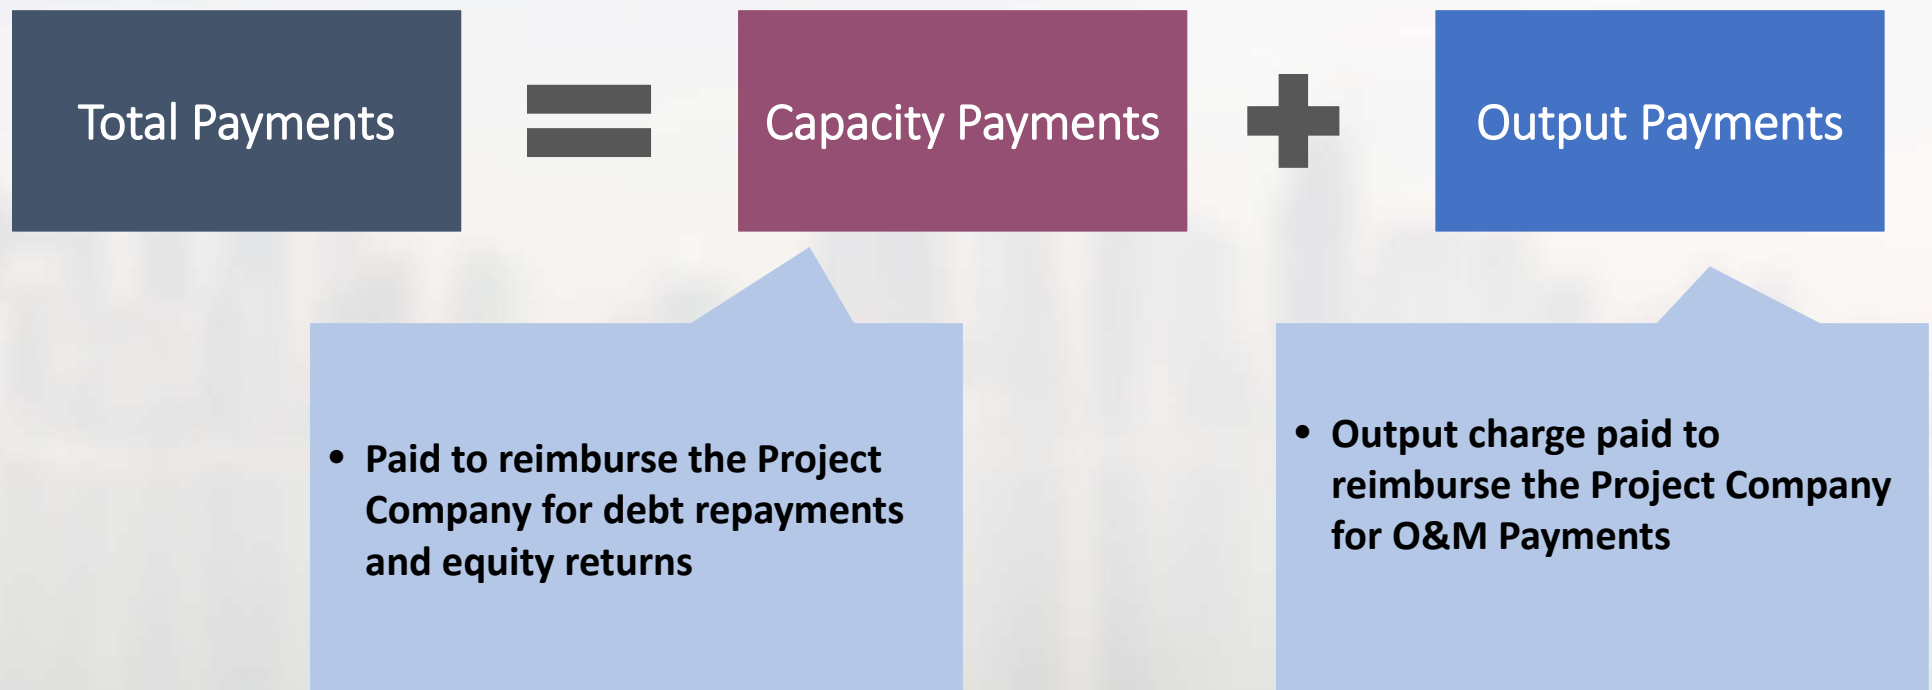 Total Payments
Capacity Payments
Output Payments
• Paid to reimburse the Project
Company for debt repayments
and equity returns
• Output charge paid to
reimburse the Project Company
for O&M Payments